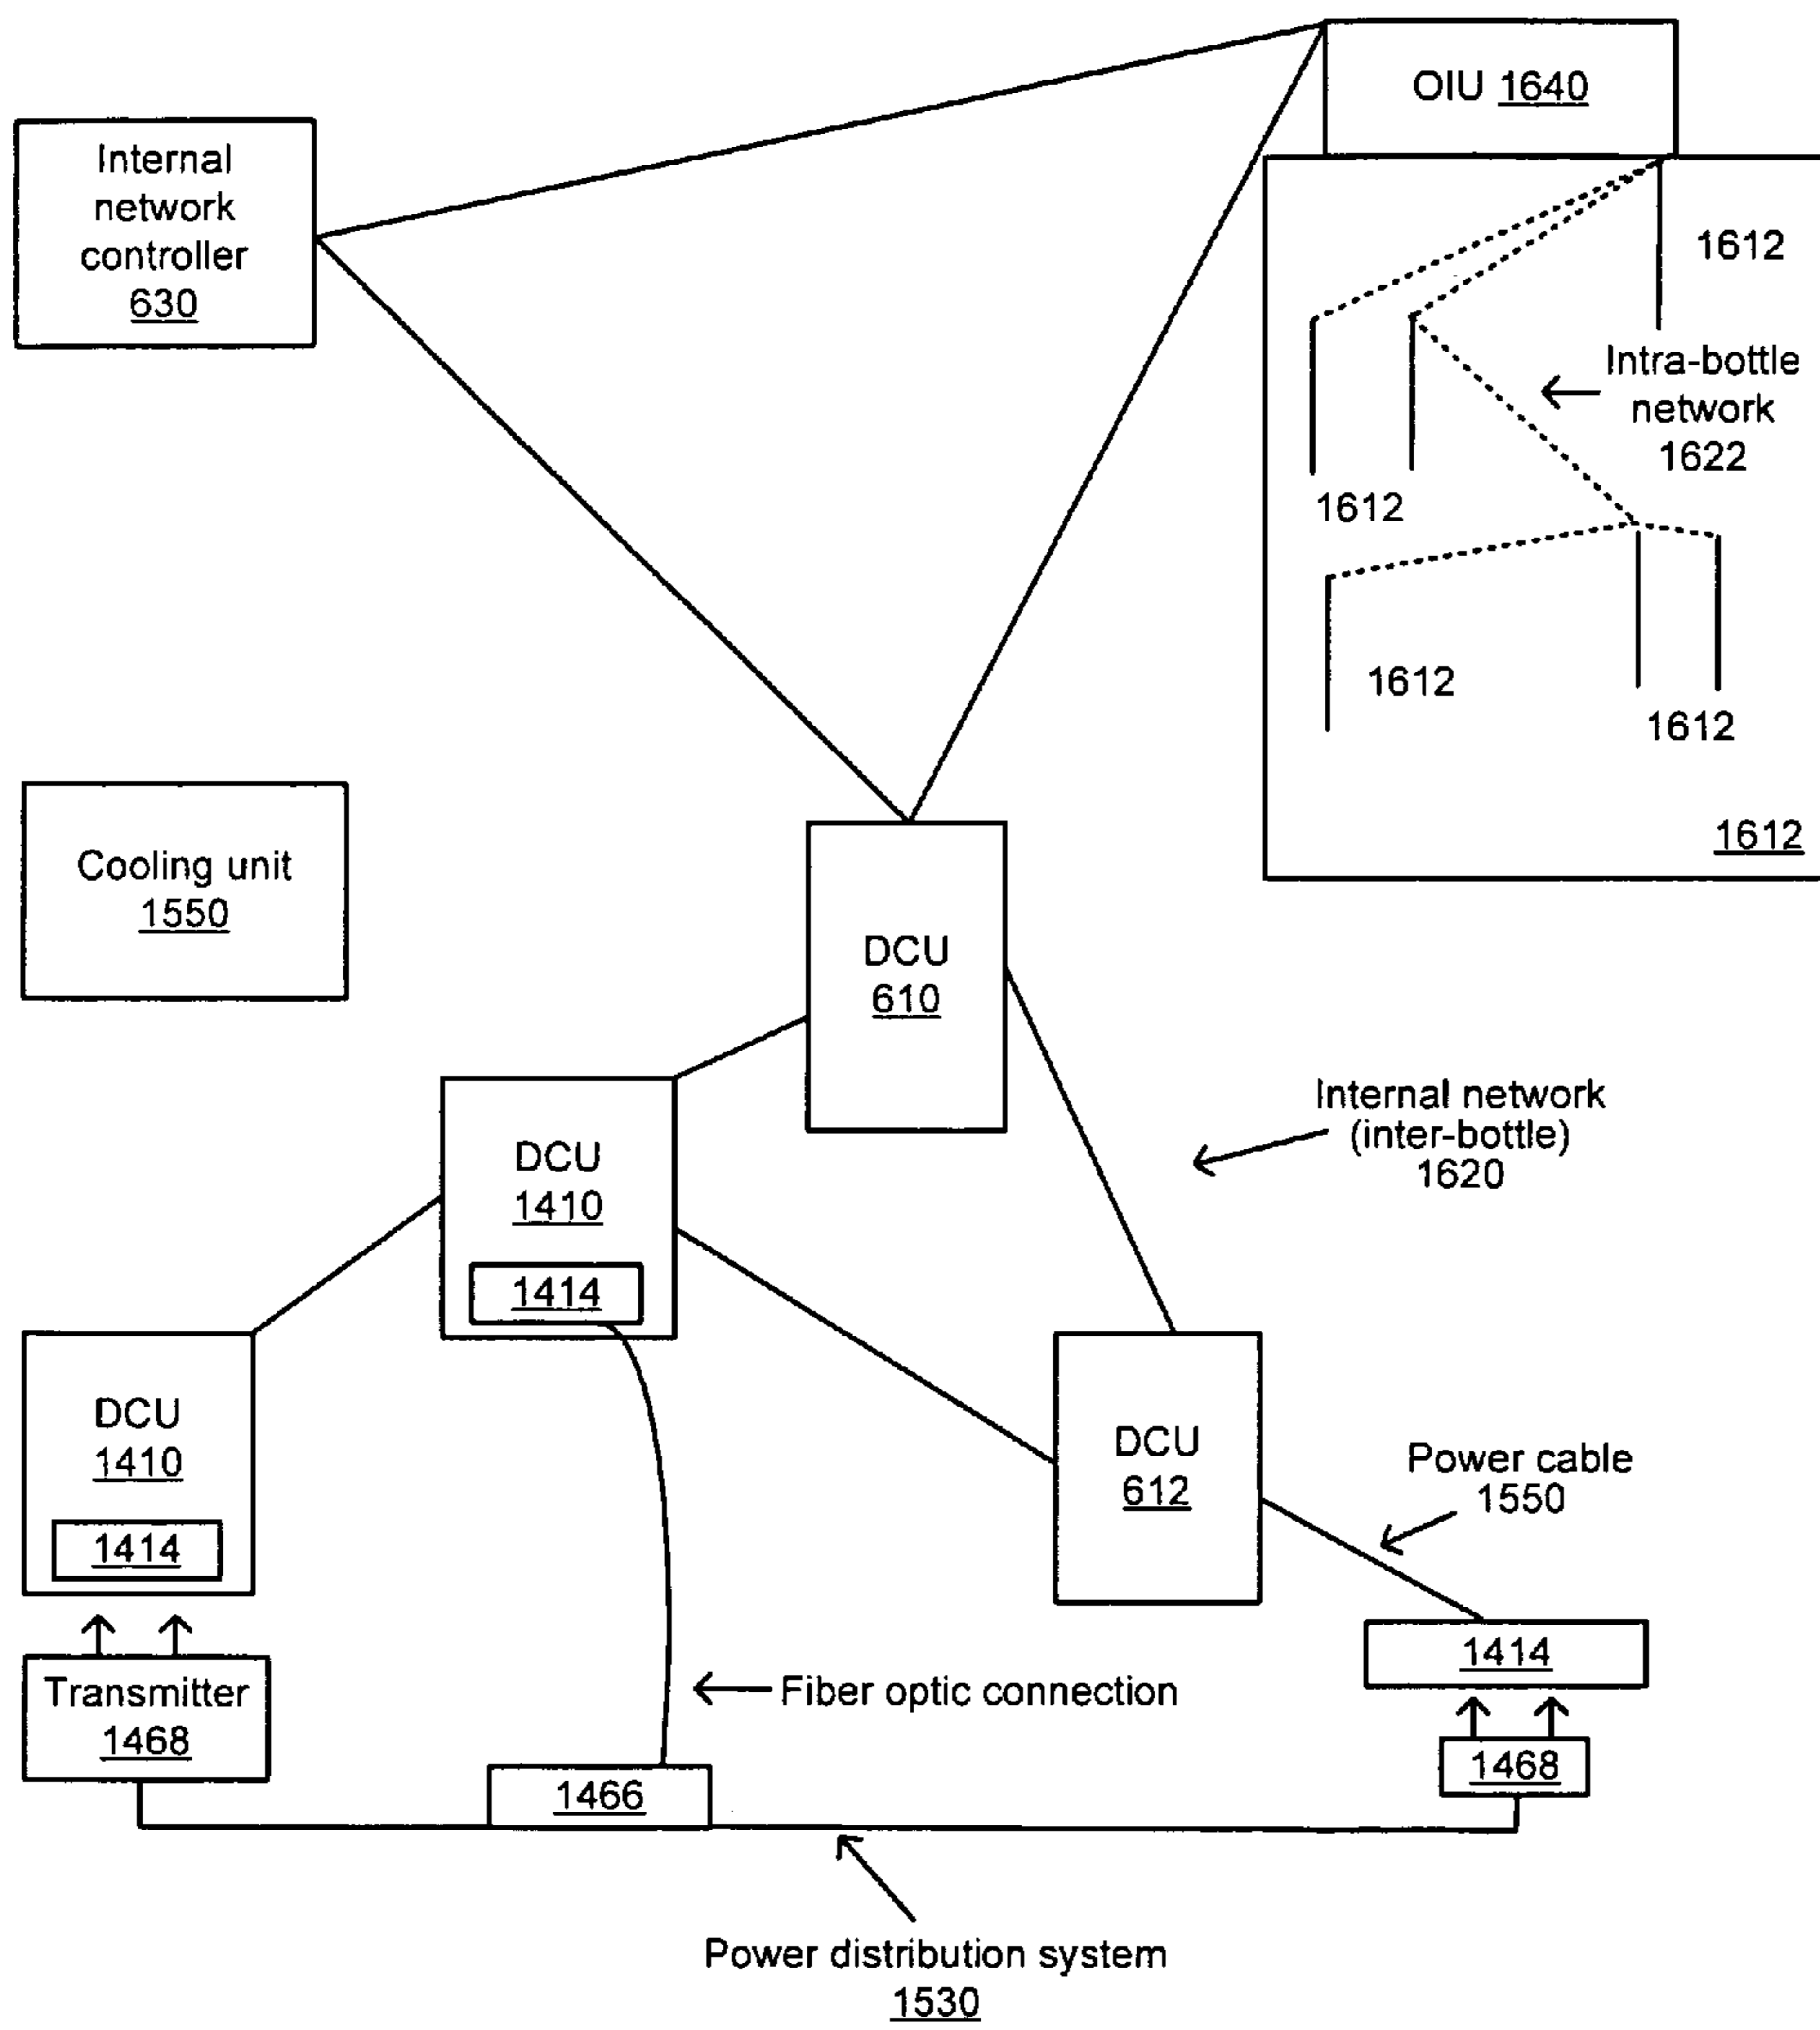 OIU 1640
Internal
network
controller
630
1612
Intra-bottle
network
1622
1612
1612
1612
1612
Cooling unit
1550
DCU
610
Internal network
(inter-bottle)
1620
DCU
1410
1414
DCU
1410
1414
DCU
612
Power cable
1550
1414
Transmitter
1468
Fiber optic connection
1466
1468
Power distribution system
1530